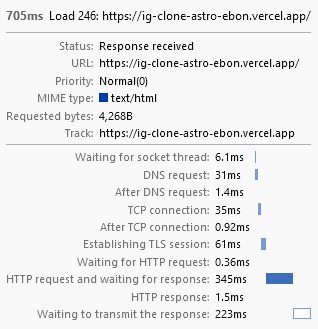 705ms Load 246: https://ig-clone-astro-ebon.vercel.app/
Status: Response received
URL: https://ig-clone-astro-ebon.vercel.app/
Priority: Normal(0)
MIME type: text/html
Requested bytes: 4,268B
Track: https://ig-clone-astro-ebon.vercel.app
Waiting for socket thread: 6.1ms
DNS request: 31ms
After DNS request: 1.4ms
TCP connection: 35ms
After TCP connection: 0.92ms
Establishing TLS session: 61ms
Waiting for HTTP request: 0.36ms
HTTP request and waiting for response: 345ms
HTTP response: 1.5ms
Waiting to transmit the response: 223ms